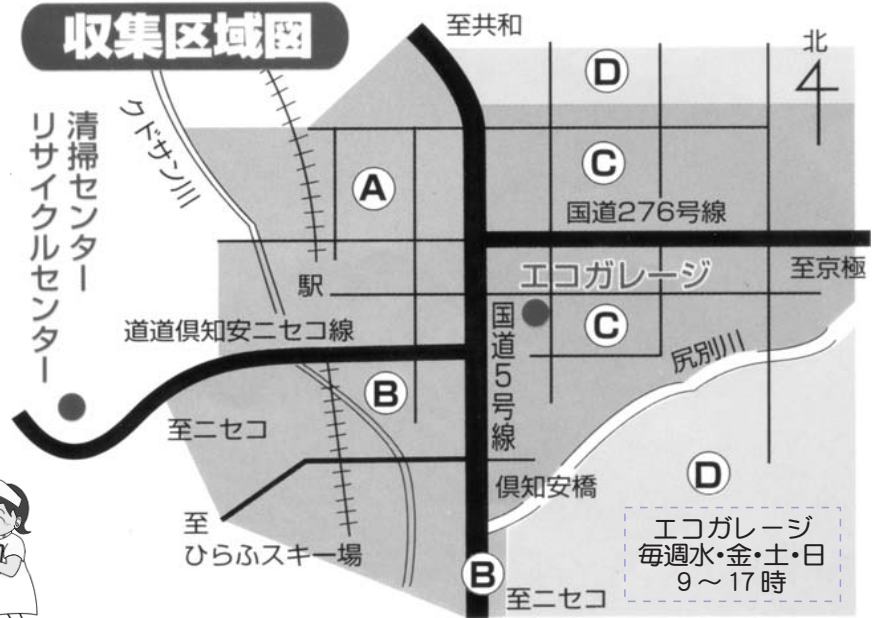 収集区域図
至共和
北
D
クトサン川
清掃センター
リサイクルセンター
A
C
国道276号線
エコガレージ
至京極
駅
道道倶知安ニセコ線
国道5号線
C
尻別川
B
至ニセコ
D
倶知安橋
至
ひらふスキー場
エコガレージ
毎週水・金・土・日
9～17時
B
至ニセコ